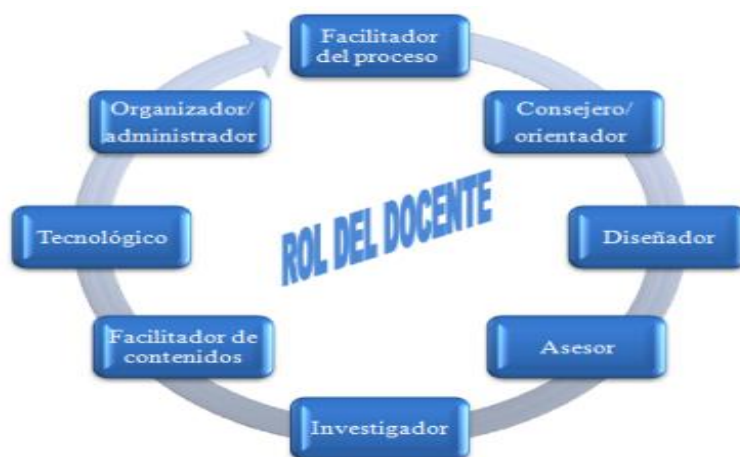 Facilitador
del proceso
Consejero/
orientador
Diseñador
Asesor
Investigador
Facilitador de
contenidos
Tecnológico
Organizador/
administrador
ROL DEL DOCENTE